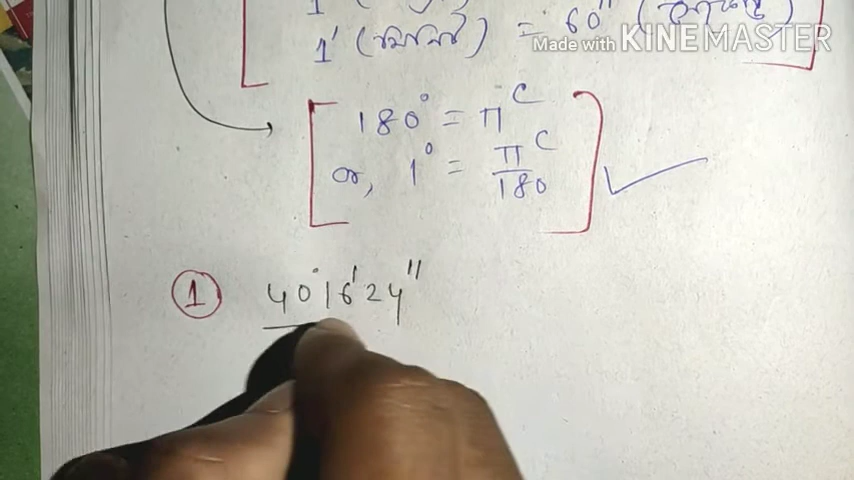 1' (মিনিট) = 60" (সেকেন্ড)
Made with KINEMASTER
180° = π^C
or, 1° = π^C/180
① 40°16'24"